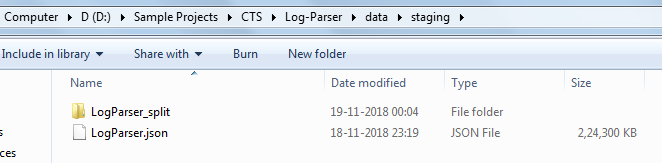 Computer ▸ D (D:) ▸ Sample Projects ▸ CTS ▸ Log-Parser ▸ data ▸ staging ▸
Include in library ▾ Share with ▾ Burn New folder
Name Date modified Type Size
LogParser_split 19-11-2018 00:04 File folder
LogParser.json 18-11-2018 23:19 JSON File 2,24,300 KB
s
ces